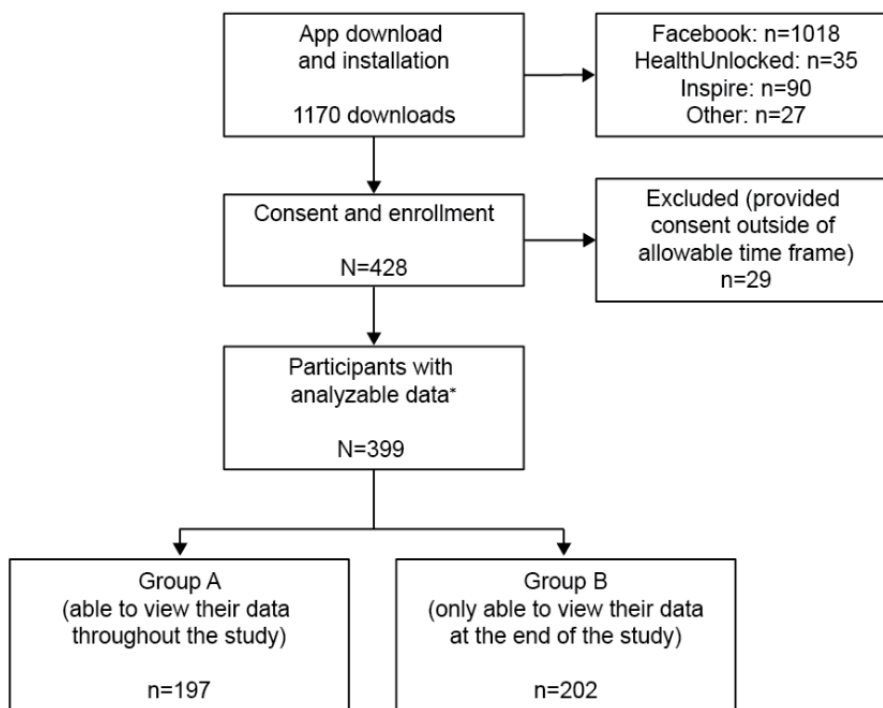 App download
and installation
1170 downloads
Facebook: n=1018
HealthUnlocked: n=35
Inspire: n=90
Other: n=27
Consent and enrollment
N=428
Excluded (provided
consent outside of
allowable time frame)
n=29
Participants with
analyzable data*
N=399
Group A
(able to view their data
throughout the study)
n=197
Group B
(only able to view their data
at the end of the study)
n=202